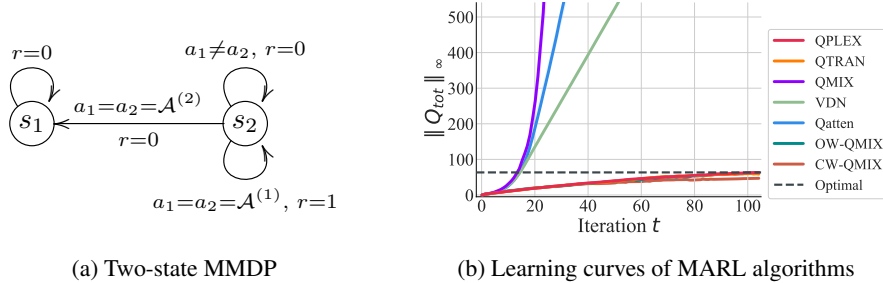 r=0
a₁≠a₂, r=0
a₁=a₂=𝒜⁽²⁾
s₁
s₂
r=0
a₁=a₂=𝒜⁽¹⁾, r=1
(a) Two-state MMDP
‖ Q_tot ‖_∞
500
400
300
200
100
0
0
20
40
60
80
100
Iteration t
QPLEX
QTRAN
QMIX
VDN
Qatten
OW-QMIX
CW-QMIX
Optimal
(b) Learning curves of MARL algorithms